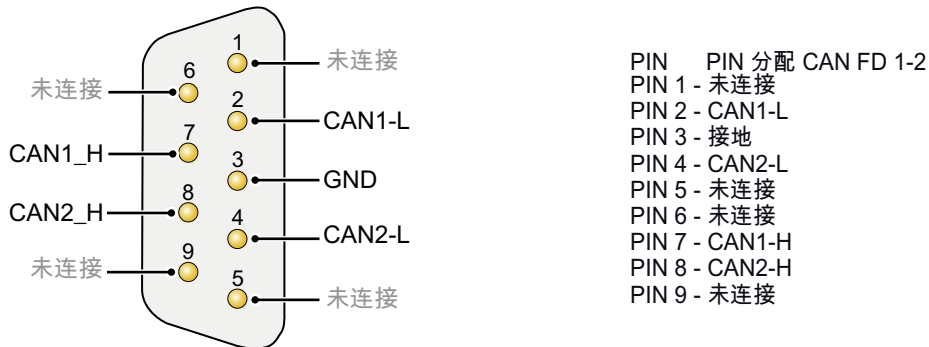 1
未连接
6
未连接
2
CAN1-L
7
CAN1_H
3
GND
8
CAN2_H
4
CAN2-L
9
未连接
5
未连接
PIN PIN 分配 CAN FD 1-2
PIN 1 - 未连接
PIN 2 - CAN1-L
PIN 3 - 接地
PIN 4 - CAN2-L
PIN 5 - 未连接
PIN 6 - 未连接
PIN 7 - CAN1-H
PIN 8 - CAN2-H
PIN 9 - 未连接